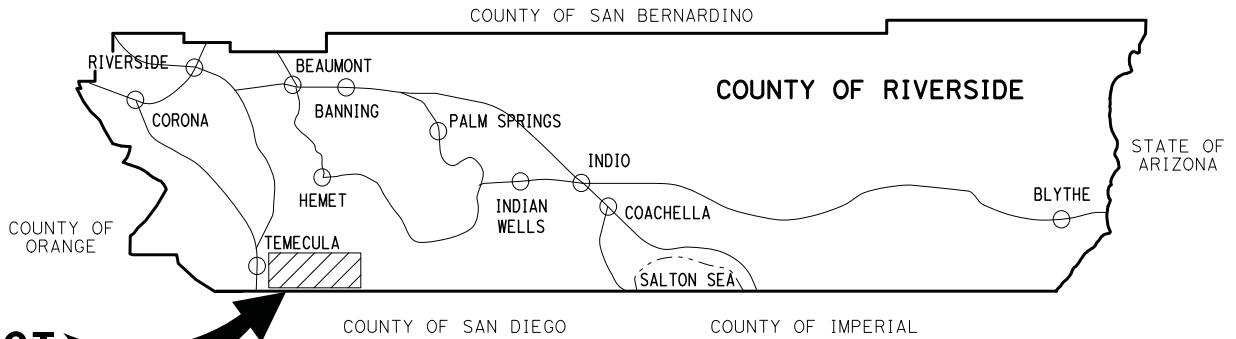 COUNTY OF SAN BERNARDINO
RIVERSIDE
BEAUMONT
COUNTY OF RIVERSIDE
BANNING
CORONA
PALM SPRINGS
STATE OF
ARIZONA
INDIO
HEMET
BLYTHE
INDIAN
WELLS
COACHELLA
COUNTY OF
ORANGE
TEMECULA
SALTON SEA
COUNTY OF SAN DIEGO
COUNTY OF IMPERIAL